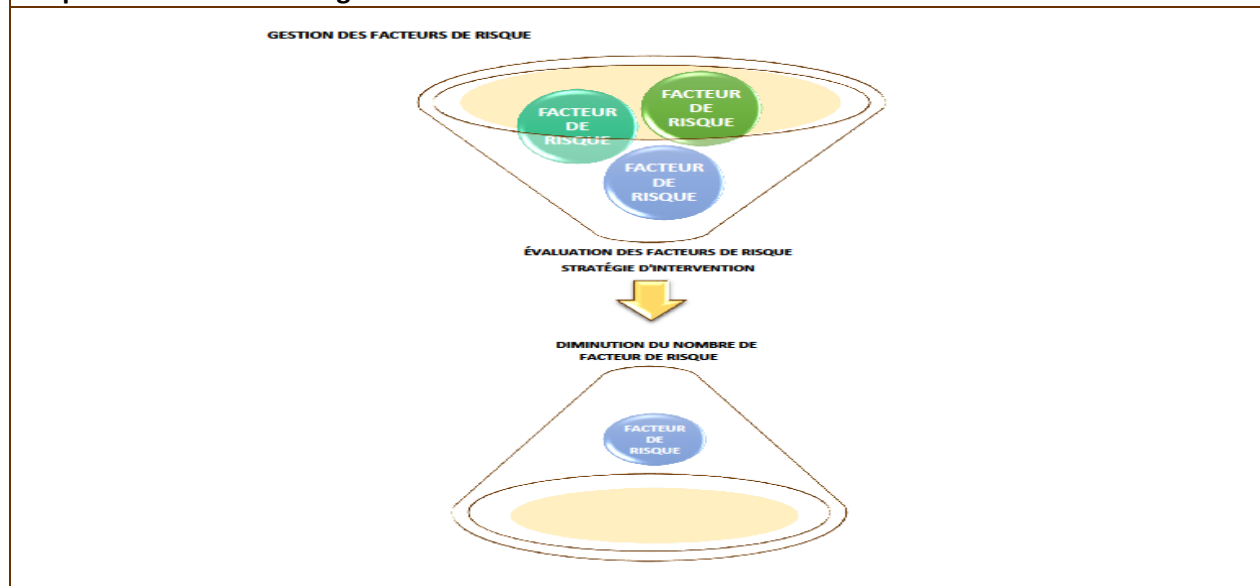 GESTION DES FACTEURS DE RISQUE
FACTEUR
DE
RISQUE
FACTEUR
DE
RISQUE
FACTEUR
DE
RISQUE
ÉVALUATION DES FACTEURS DE RISQUE
STRATÉGIE D'INTERVENTION
DIMINUTION DU NOMBRE DE
FACTEUR DE RISQUE
FACTEUR
DE
RISQUE